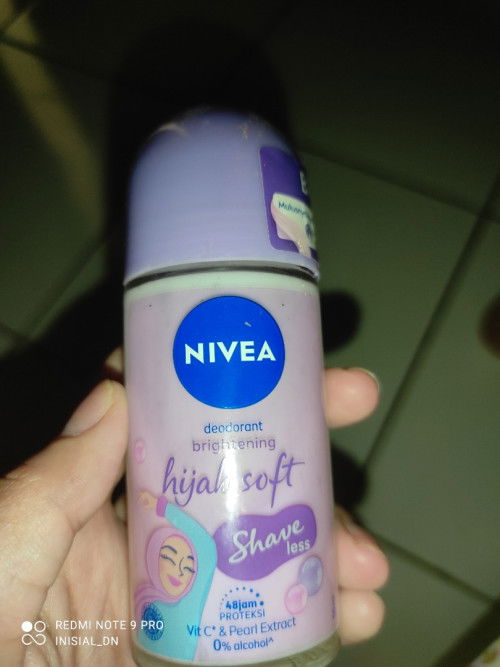 NIVEA
deodorant
brightening
hijab soft
Shave
less
48jam
PROTEKSI
Vit C* & Pearl Extract
0% alcohol^
REDMI NOTE 9 PRO
INISIAL_DN